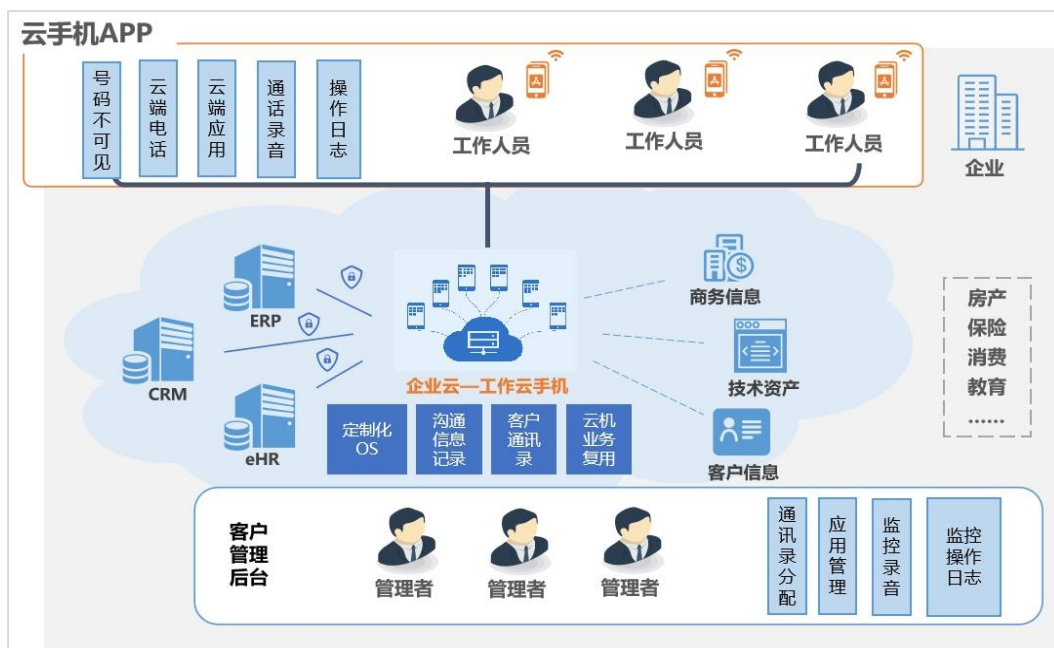 云手机APP
号码不可见
云端电话
云端应用
通话录音
操作日志
工作人员
工作人员
工作人员
企业
ERP
CRM
eHR
企业云—工作云手机
定制化
OS
沟通
信息
记录
客户
通讯
录
云机
业务
复用
商务信息
技术资产
客户信息
房产
保险
消费
教育
……
客户
管理
后台
管理者
管理者
管理者
通讯录分配
应用管理
监控录音
监控
操作
日志